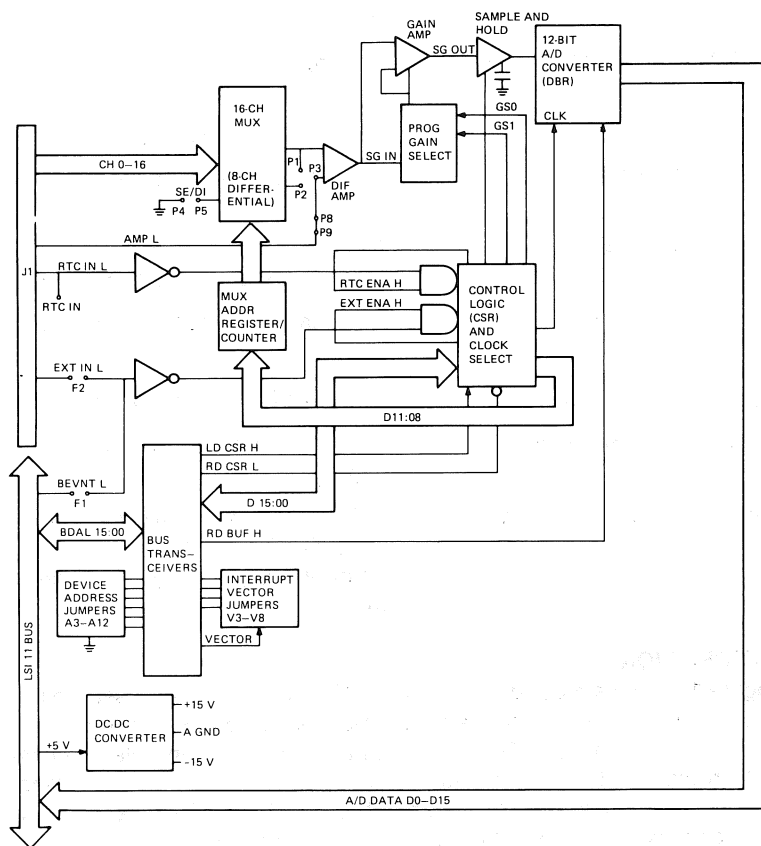 SAMPLE AND
HOLD
GAIN
AMP
SG OUT
12-BIT
A/D
CONVERTER
(DBR)
CLK
16-CH
MUX
(8-CH
DIFFER-
ENTIAL)
PROG
GAIN
SELECT
GS0
GS1
CH 0–16
P1
P3
P2
DIF
AMP
SG IN
SE/DI
P4
P5
P8
P9
AMP L
J1
RTC IN L
RTC IN
MUX
ADDR
REGISTER/
COUNTER
RTC ENA H
EXT ENA H
CONTROL
LOGIC
(CSR)
AND
CLOCK
SELECT
EXT IN L
F2
D11:08
LD CSR H
RD CSR L
BEVNT L
F1
D 15:00
BDAL 15:00
BUS
TRANS-
CEIVERS
RD BUF H
DEVICE
ADDRESS
JUMPERS
A3–A12
INTERRUPT
VECTOR
JUMPERS
V3–V8
VECTOR
LSI 11 BUS
DC-DC
CONVERTER
+15 V
A GND
-15 V
+5 V
A/D DATA D0–D15